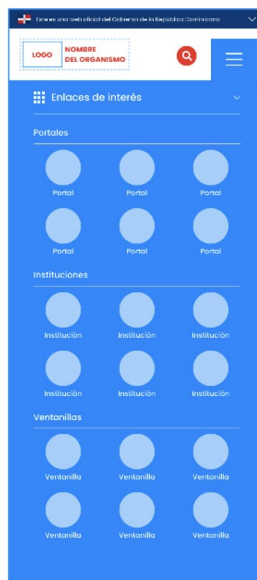 Este es una web oficial del Gobierno de la República Dominicana
LOGO
NOMBRE
DEL ORGANISMO
Enlaces de interés
Portales
Portal Portal Portal
Portal Portal Portal
Instituciones
Institución Institución Institución
Institución Institución Institución
Ventanillas
Ventanilla Ventanilla Ventanilla
Ventanilla Ventanilla Ventanilla